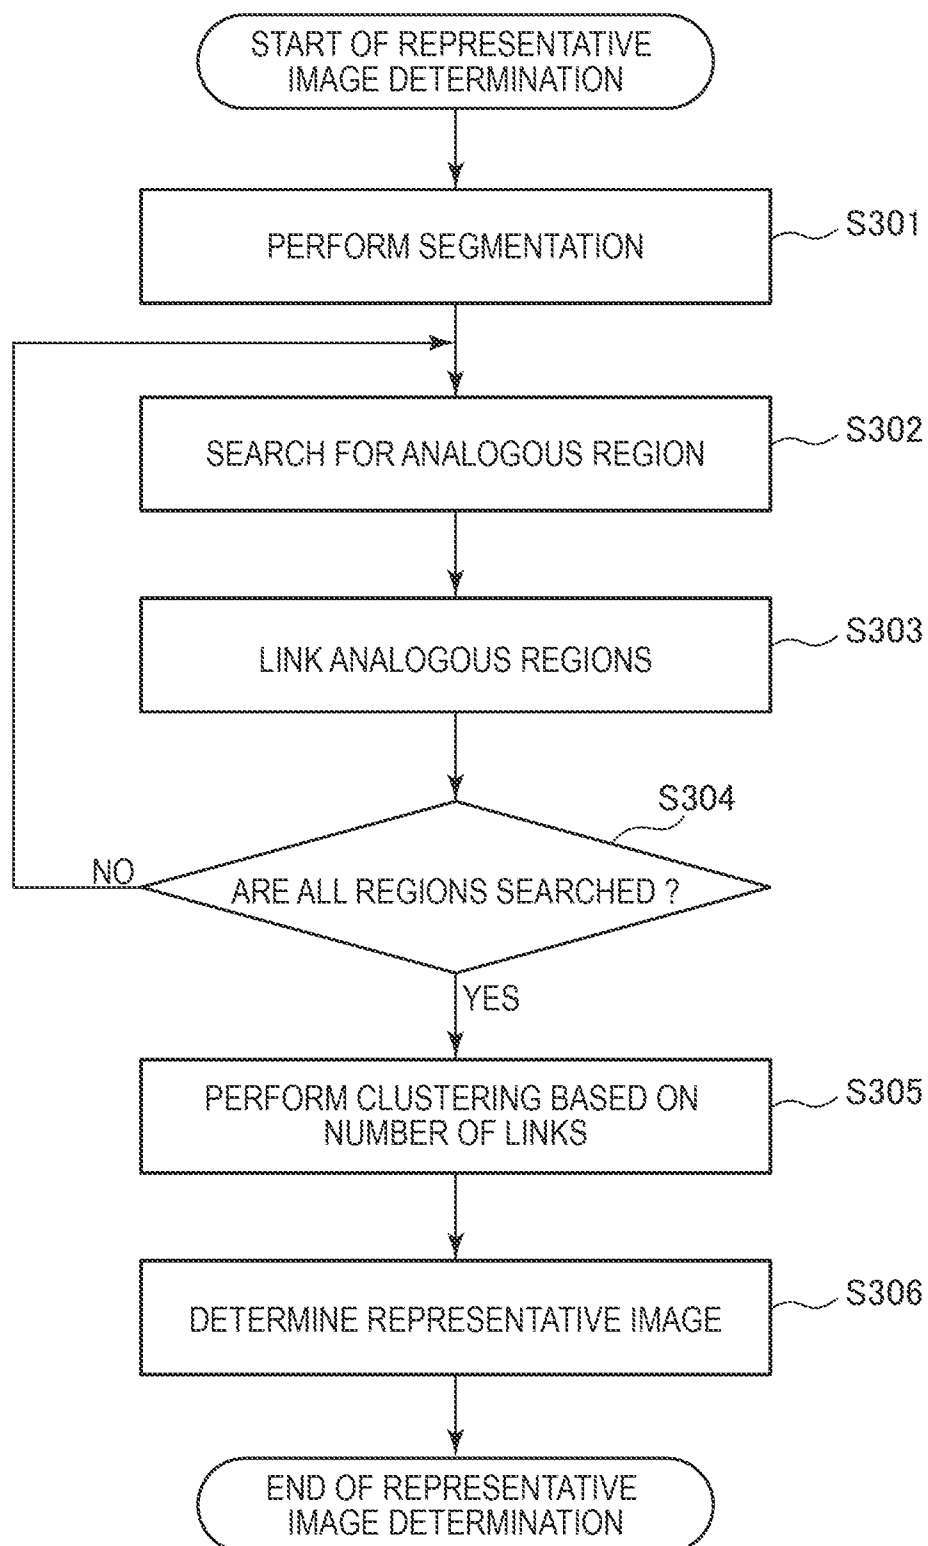 START OF REPRESENTATIVE
IMAGE DETERMINATION
PERFORM SEGMENTATION
S301
SEARCH FOR ANALOGOUS REGION
S302
LINK ANALOGOUS REGIONS
S303
S304
NO
ARE ALL REGIONS SEARCHED ?
YES
PERFORM CLUSTERING BASED ON
NUMBER OF LINKS
S305
DETERMINE REPRESENTATIVE IMAGE
S306
END OF REPRESENTATIVE
IMAGE DETERMINATION